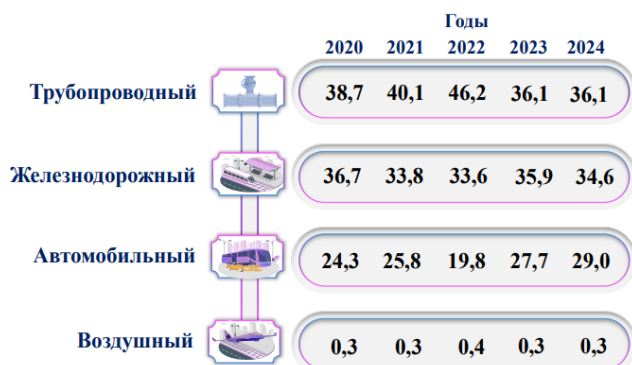 Годы
2020 2021 2022 2023 2024
Трубопроводный 38,7 40,1 46,2 36,1 36,1
Железнодорожный 36,7 33,8 33,6 35,9 34,6
Автомобильный 24,3 25,8 19,8 27,7 29,0
Воздушный 0,3 0,3 0,4 0,3 0,3